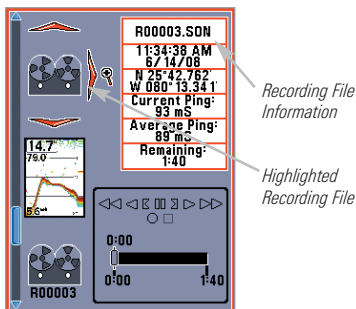 R00003.SON
11:34:38 AM
6/14/08
N 25°42.762'
W 080°13.341'
Current Ping:
93 mS
Average Ping:
89 mS
Remaining:
1:40
Recording File
Information
Highlighted
Recording File
14.7
79.0
5.6
R00003
0:00
0:00
1:40